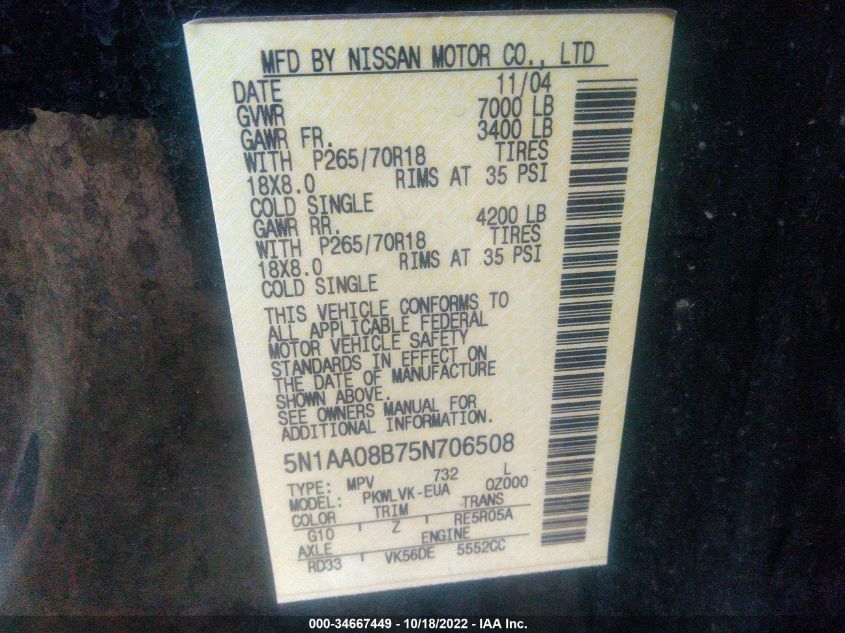 MFD BY NISSAN MOTOR CO., LTD
DATE 11/04
GVWR 7000 LB
GAWR FR. 3400 LB
WITH P265/70R18 TIRES
18X8.0 RIMS AT 35 PSI
COLD SINGLE
GAWR RR. 4200 LB
WITH P265/70R18 TIRES
18X8.0 RIMS AT 35 PSI
COLD SINGLE
THIS VEHICLE CONFORMS TO
ALL APPLICABLE FEDERAL
MOTOR VEHICLE SAFETY
STANDARDS IN EFFECT ON
THE DATE OF MANUFACTURE
SHOWN ABOVE.
SEE OWNERS MANUAL FOR
ADDITIONAL INFORMATION.
5N1AA08B75N706508
TYPE: MPV 732 L
MODEL: PKWLVK-EUA 0Z000
COLOR TRIM TRANS
G10 Z RE5R05A
AXLE ENGINE
RD33 VK56DE 5552CC
000-34667449 - 10/18/2022 - IAA Inc.